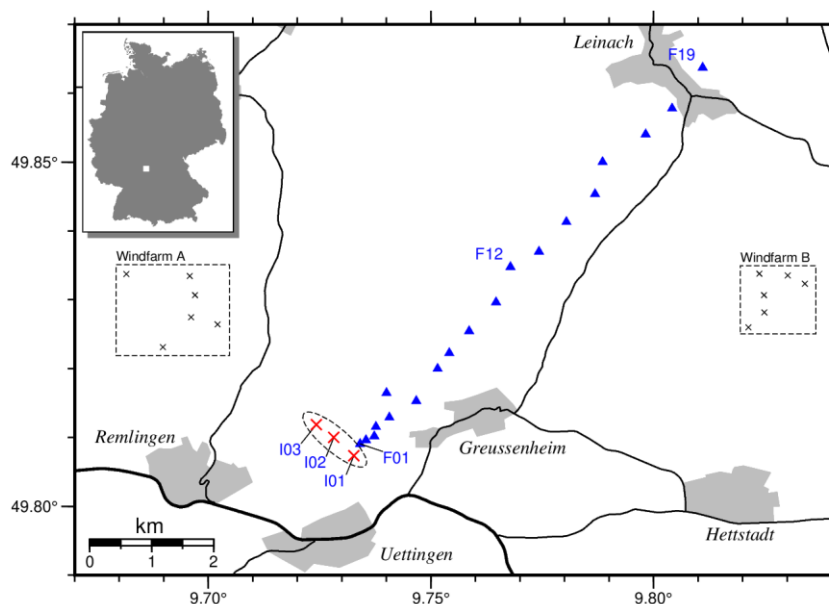 Leinach
F19
49.85°
F12
Windfarm A
Windfarm B
I03
I02
I01
F01
Remlingen
Greussenheim
49.80°
km
0 1 2
Uettingen
Hettstadt
9.70°
9.75°
9.80°